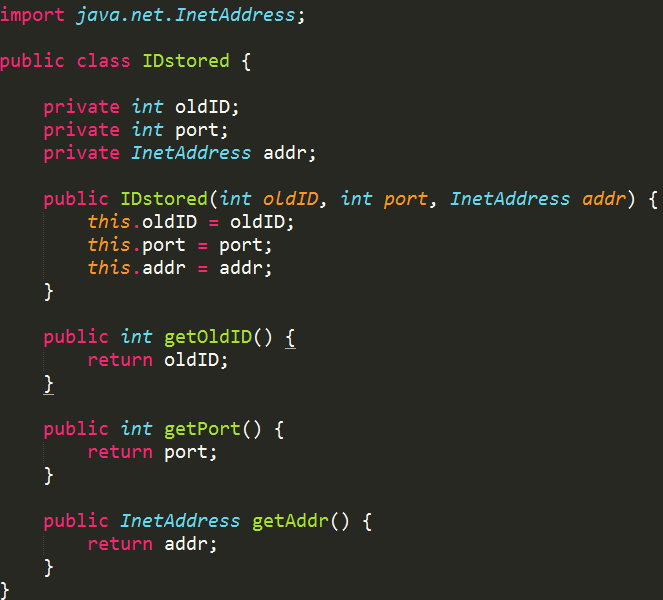 import java.net.InetAddress;
public class IDstored {
    private int oldID;
    private int port;
    private InetAddress addr;
    public IDstored(int oldID, int port, InetAddress addr) {
        this.oldID = oldID;
        this.port = port;
        this.addr = addr;
    }
    public int getOldID() {
        return oldID;
    }
    public int getPort() {
        return port;
    }
    public InetAddress getAddr() {
        return addr;
    }
}